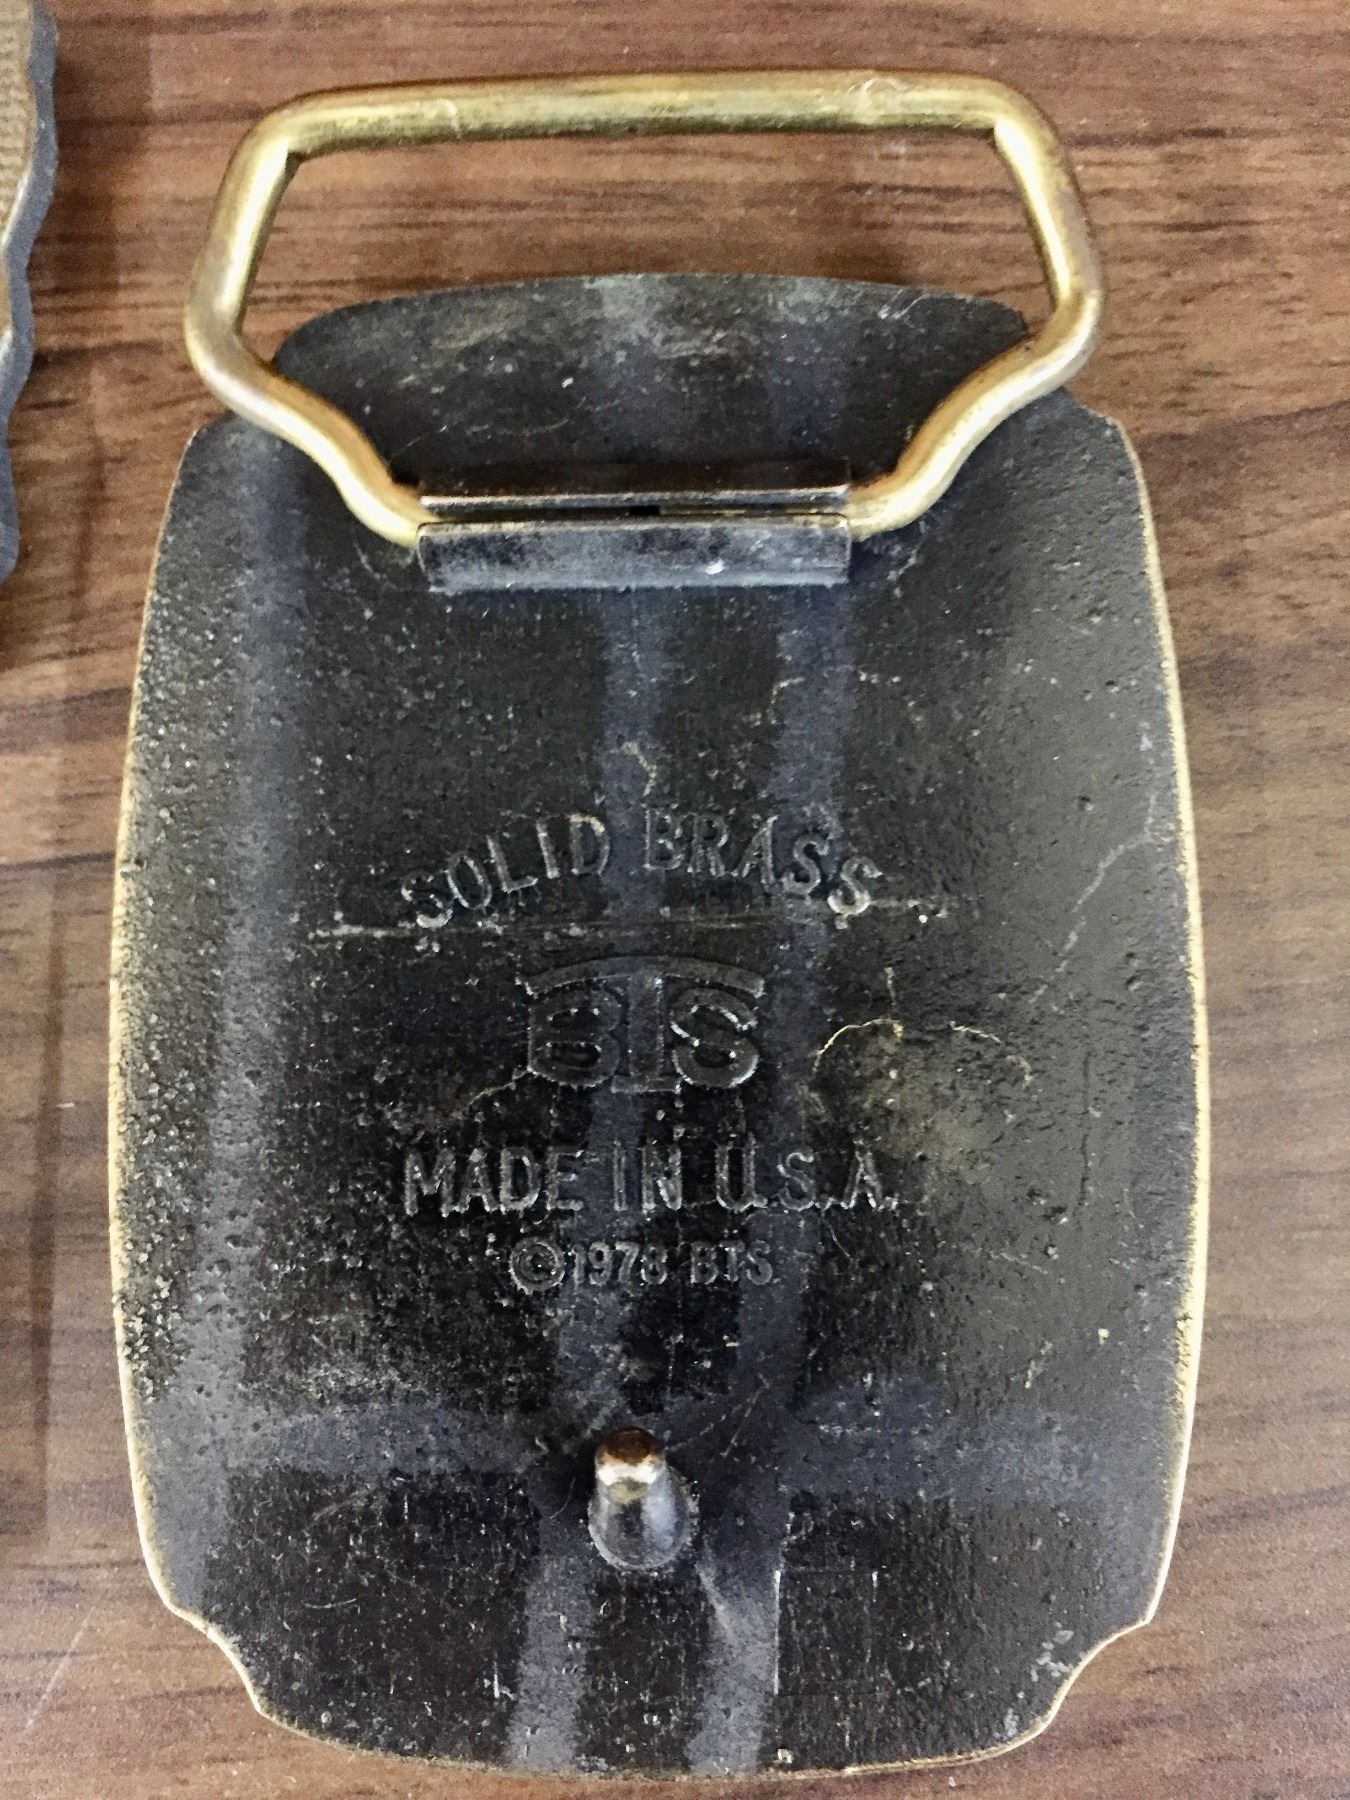 SOLID BRASS
BTS
MADE IN U.S.A.
©1978 BTS.